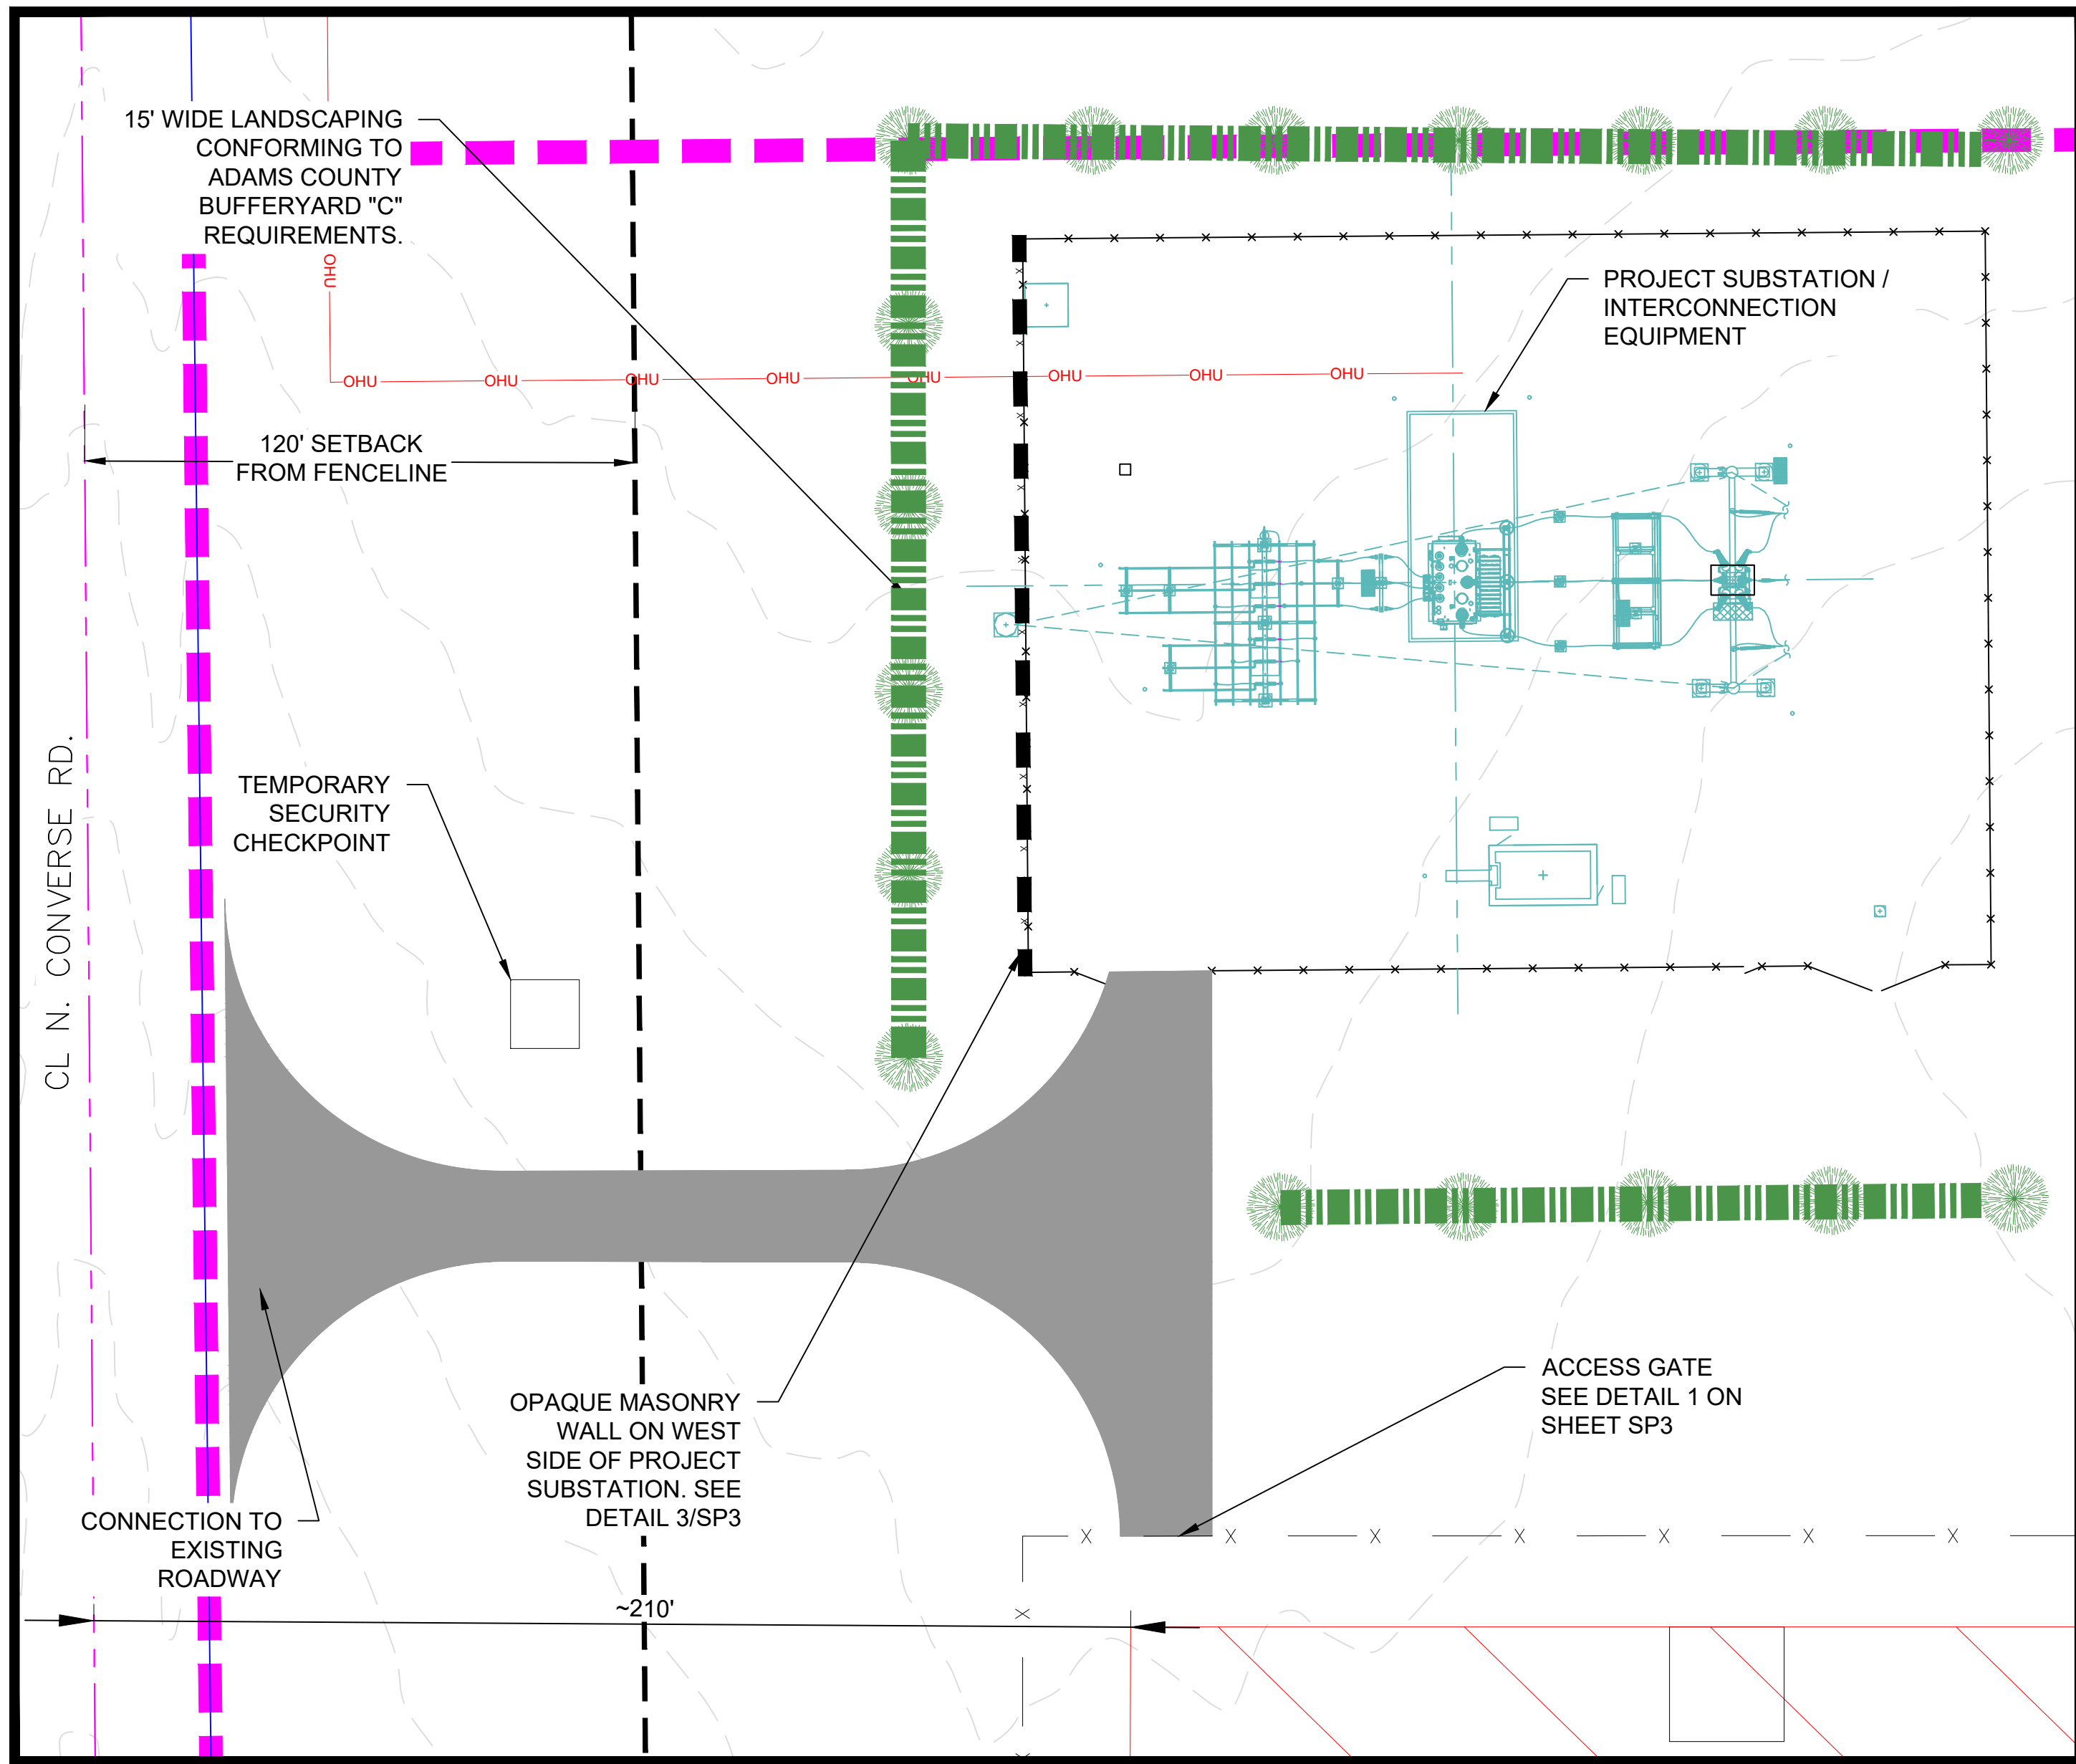 15' WIDE LANDSCAPING
CONFORMING TO
ADAMS COUNTY
BUFFERYARD "C"
REQUIREMENTS.
OHU
PROJECT SUBSTATION /
INTERCONNECTION
EQUIPMENT
OHU OHU OHU OHU OHU OHU OHU OHU
120' SETBACK
FROM FENCELINE
CL N. CONVERSE RD.
TEMPORARY
SECURITY
CHECKPOINT
OPAQUE MASONRY
WALL ON WEST
SIDE OF PROJECT
SUBSTATION. SEE
DETAIL 3/SP3
ACCESS GATE
SEE DETAIL 1 ON
SHEET SP3
CONNECTION TO
EXISTING
ROADWAY
~210'